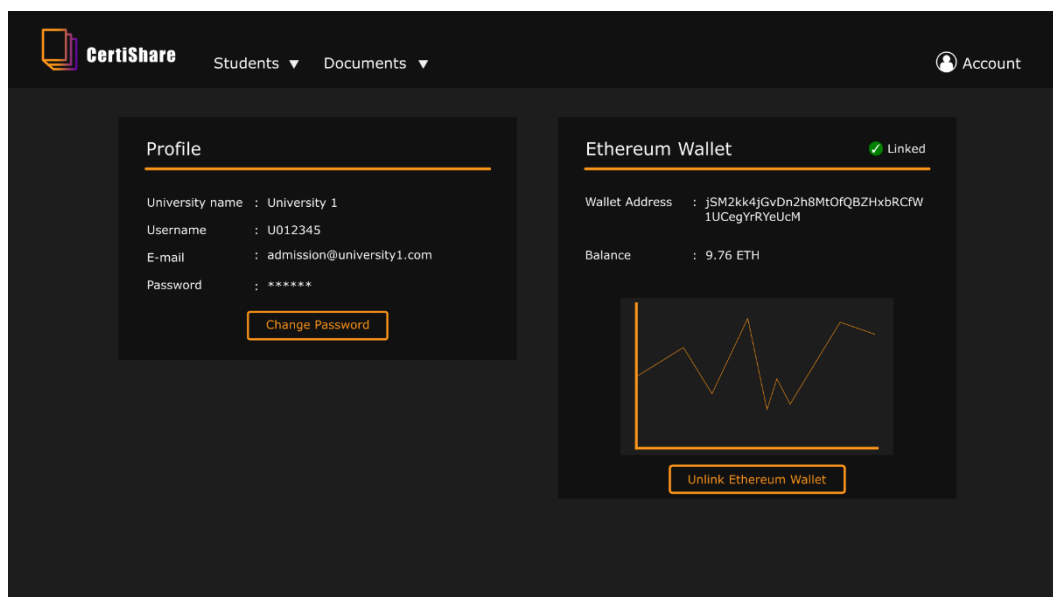 CertiShare
Students ▼ Documents ▼
Account
Profile
University name : University 1
Username : U012345
E-mail : admission@university1.com
Password : ******
Change Password
Ethereum Wallet
Linked
Wallet Address : jSM2kk4jGvDn2h8MtOfQBZHxbRCfW
1UCegYrRYeUcM
Balance : 9.76 ETH
Unlink Ethereum Wallet